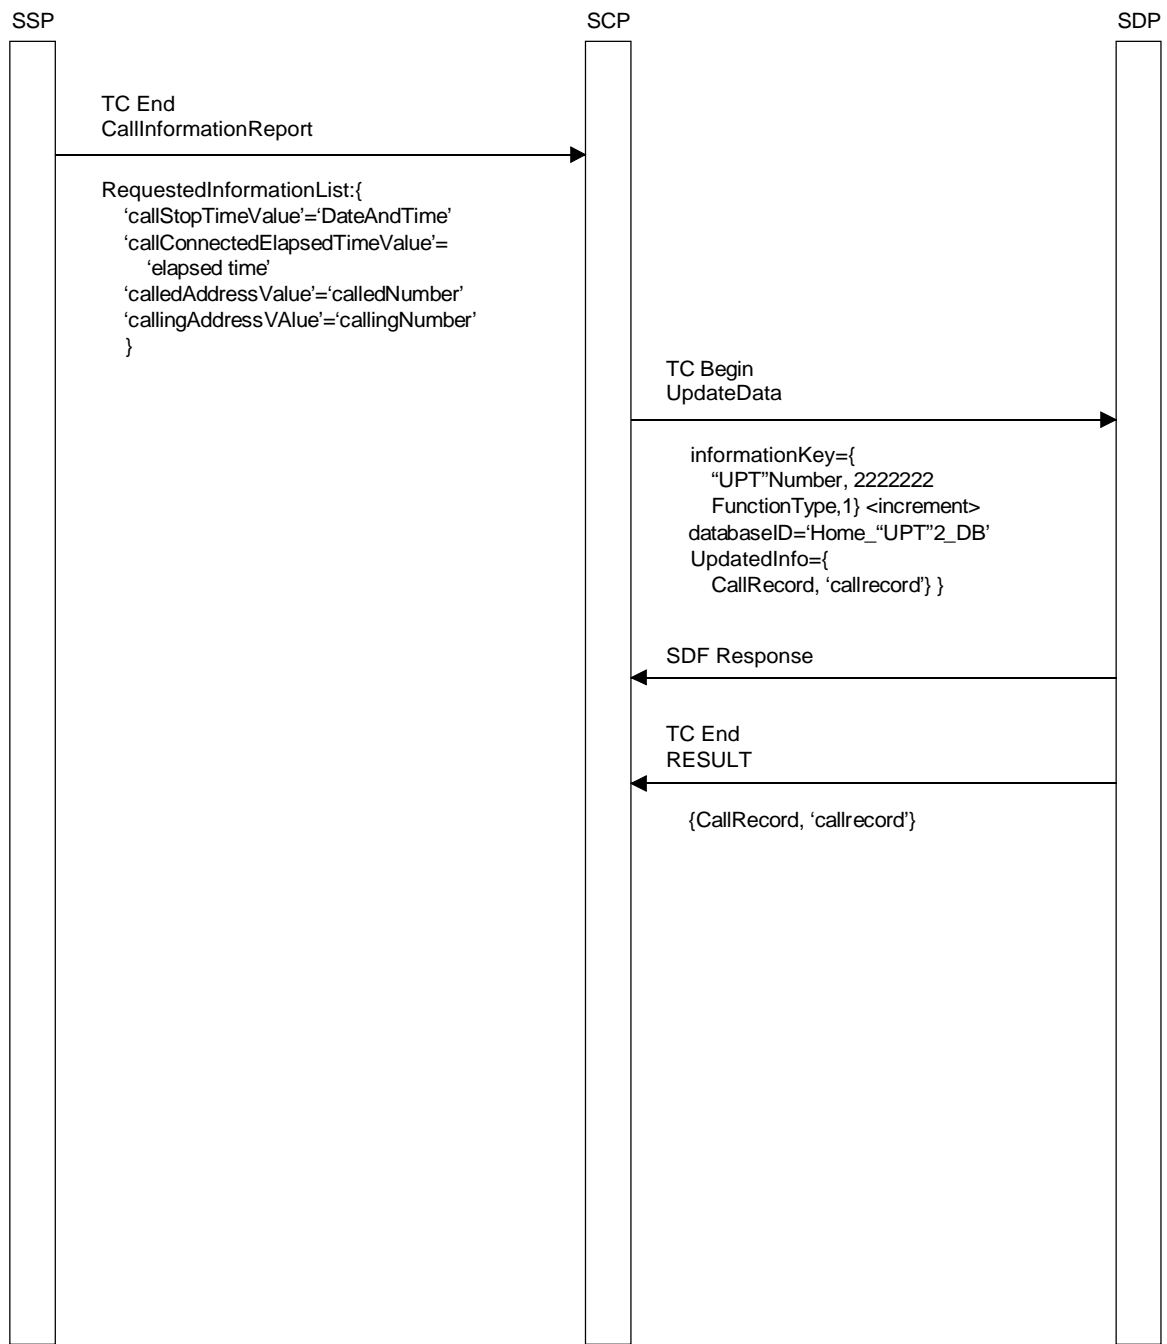 SSP
SCP
SDP
TC End
CallInformationReport
RequestedInformationList:{
‘callStopTimeValue’=‘DateAndTime’
‘callConnectedElapsedTimeValue’=
‘elapsed time’
‘calledAddressValue’=‘calledNumber’
‘callingAddressVAlue’=‘callingNumber’
}
TC Begin
UpdateData
informationKey={
“UPT”Number, 2222222
FunctionType,1} <increment>
databaseID=‘Home_“UPT”2_DB’
UpdatedInfo={
CallRecord, ‘callrecord’} }
SDF Response
TC End
RESULT
{CallRecord, ‘callrecord’}